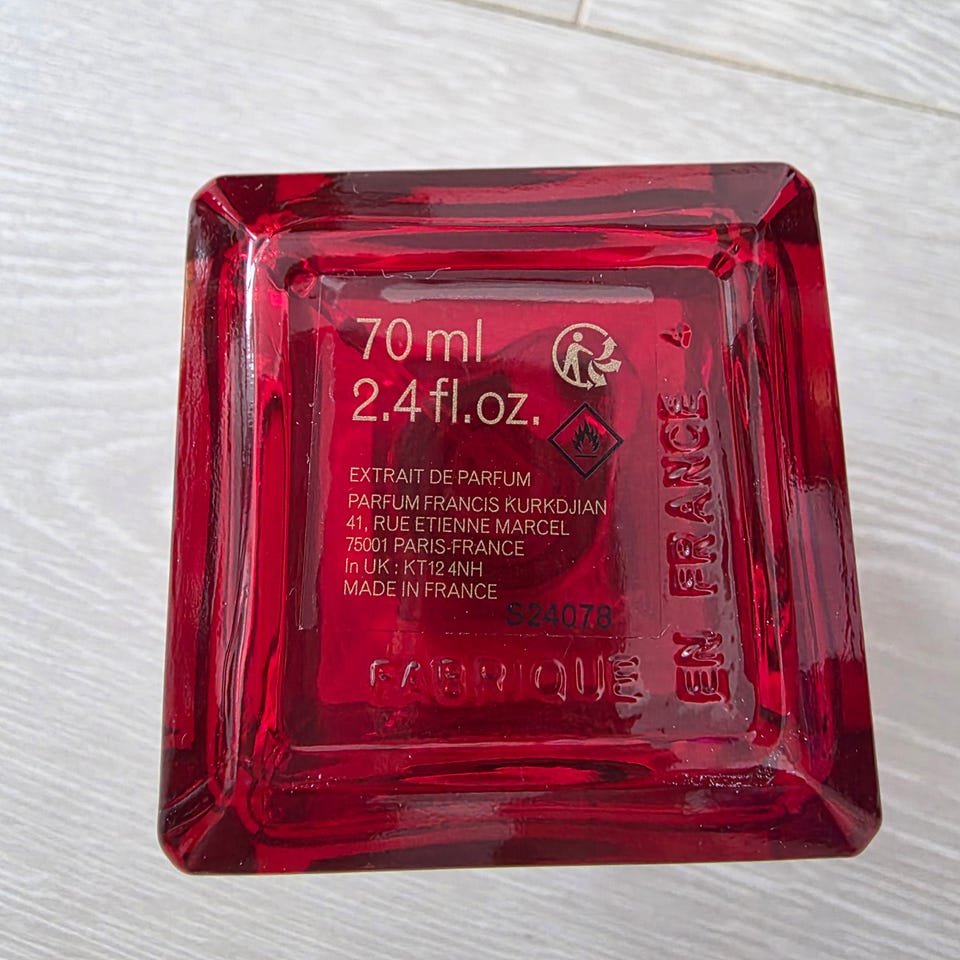 70 ml
2.4 fl.oz.
EXTRAIT DE PARFUM
PARFUM FRANCIS KURKDJIAN
41, RUE ETIENNE MARCEL
75001 PARIS-FRANCE
In UK : KT12 4NH
MADE IN FRANCE
S24078
FABRIQUÉ
EN FRANCE